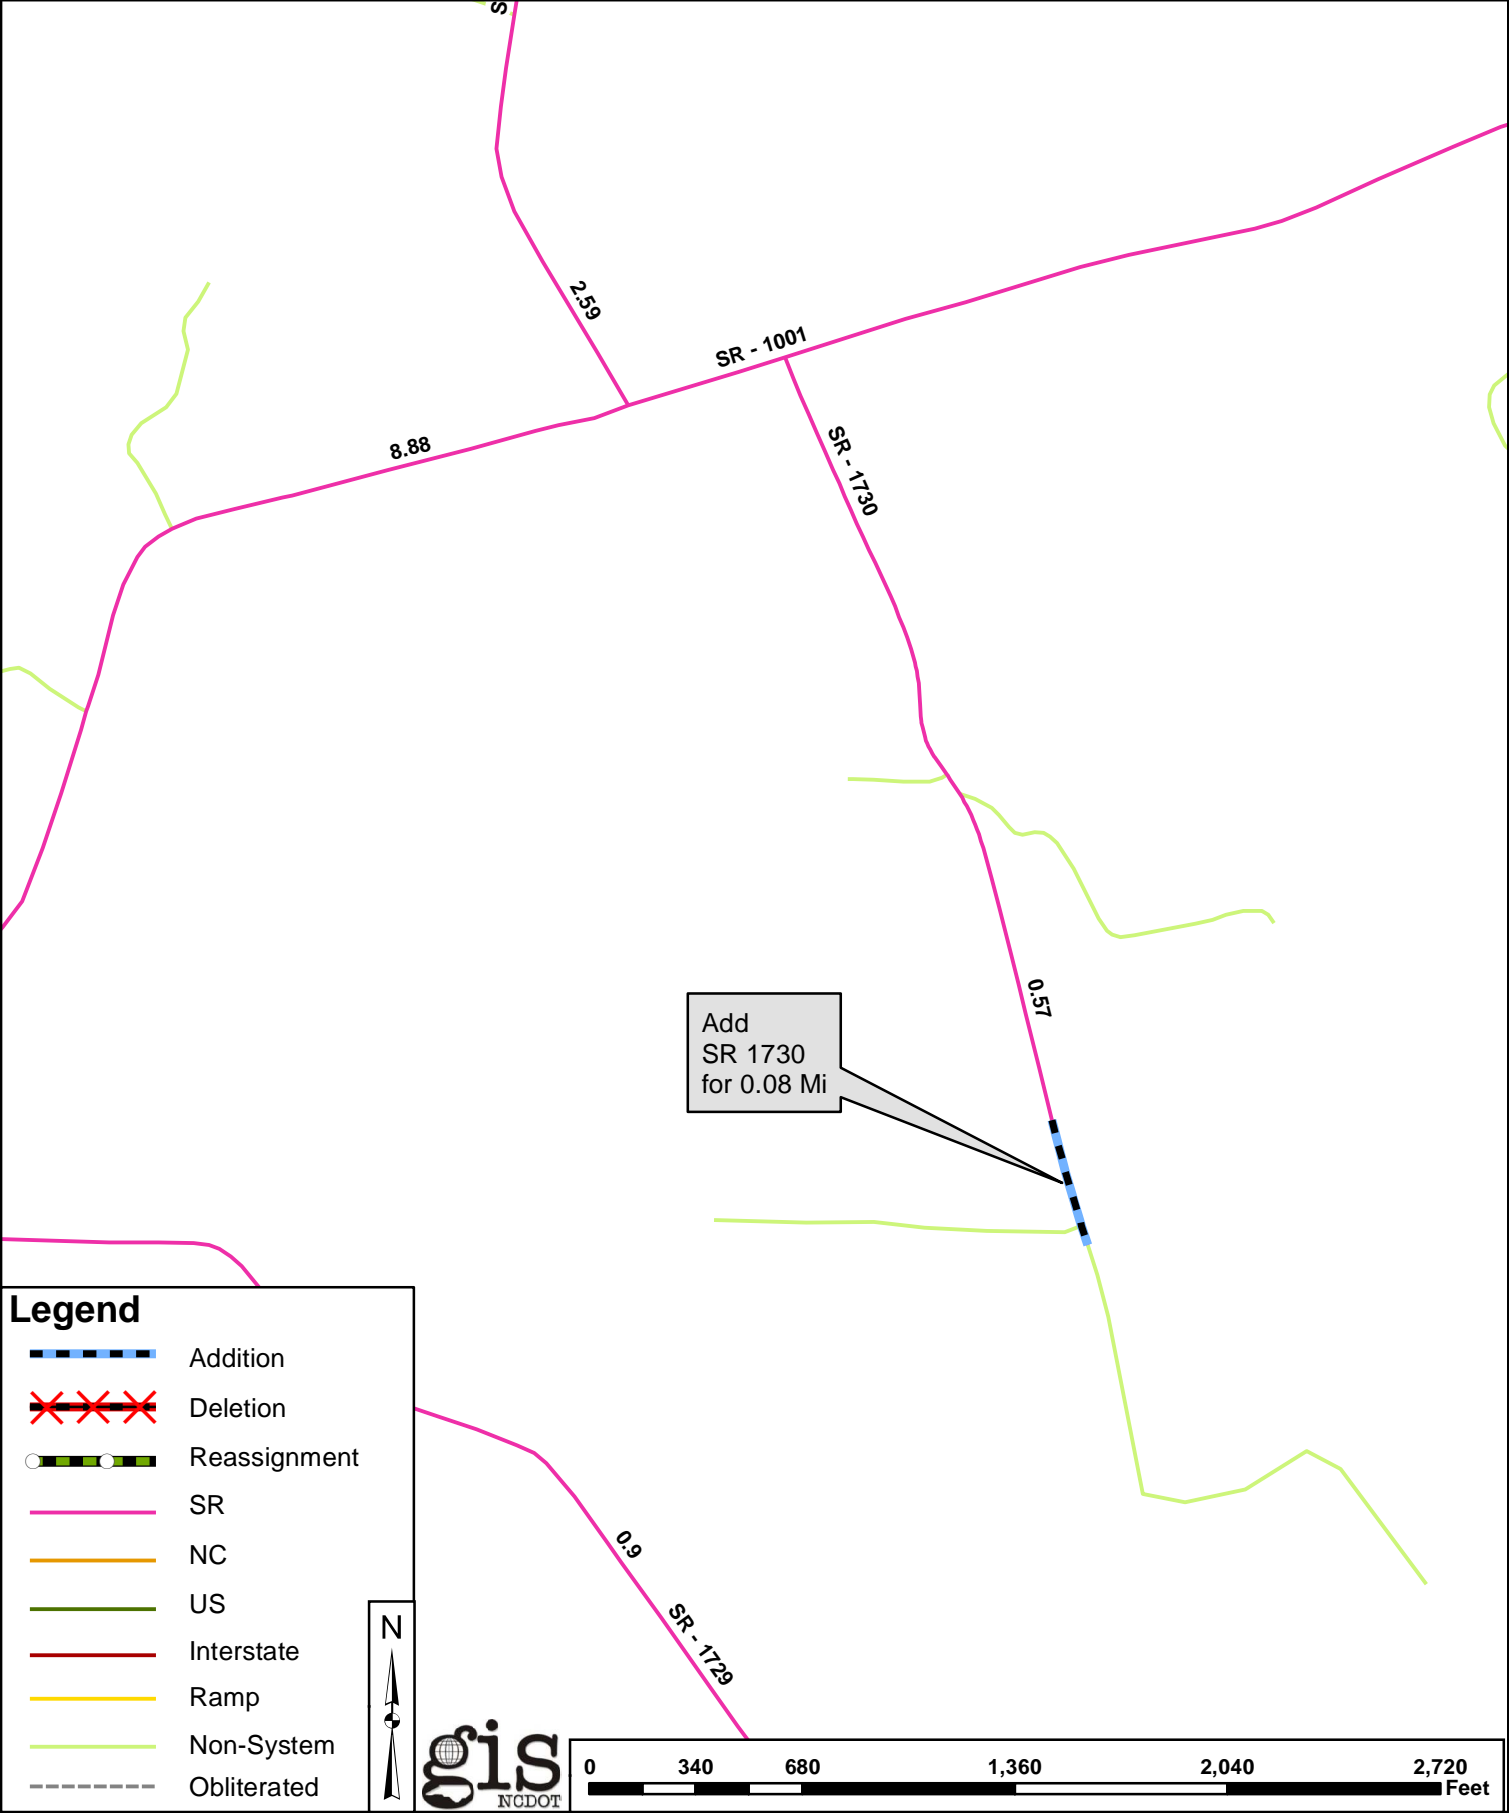 S
2.59
SR - 1001
8.88
SR - 1730
0.57
Add
SR 1730
for 0.08 Mi
Legend
Addition
Deletion
Reassignment
SR
NC
US
Interstate
Ramp
Non-System
Obliterated
N
0.9
SR - 1729
gis
NCDOT
0 340 680 1,360 2,040 2,720
Feet